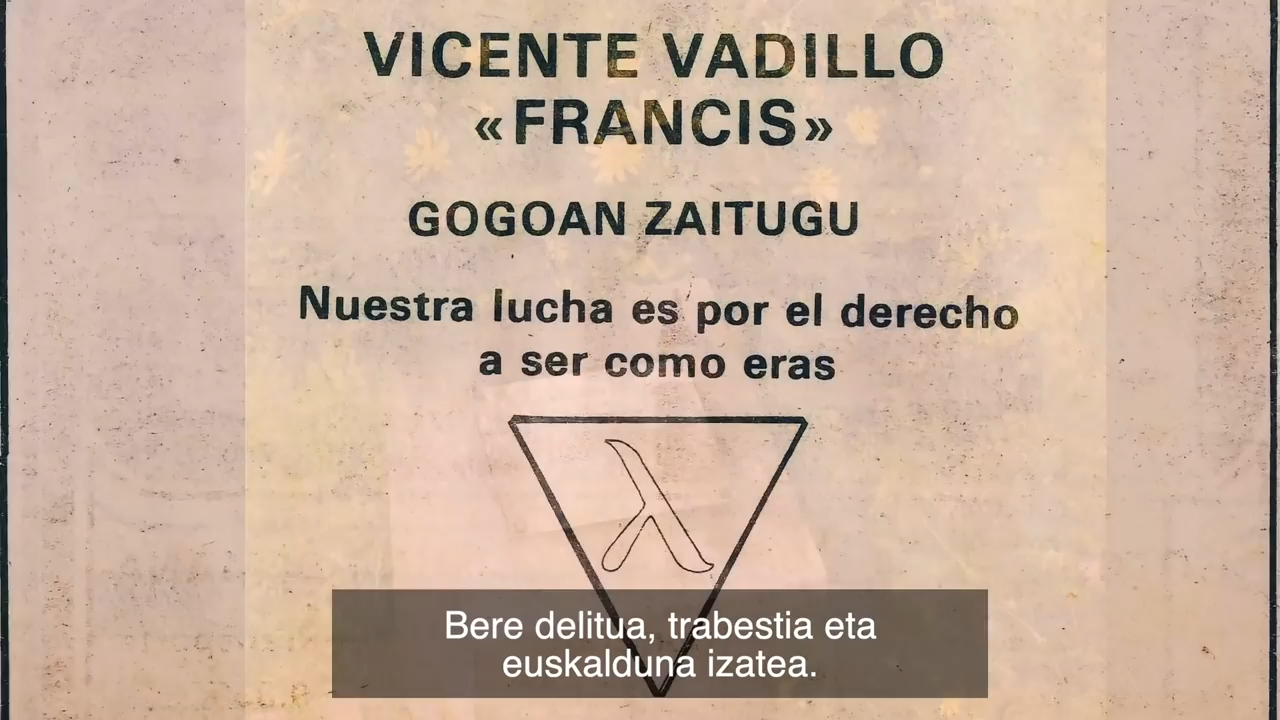 VICENTE VADILLO
«FRANCIS»
GOGOAN ZAITUGU
Nuestra lucha es por el derecho
a ser como eras
Bere delitua, trabestia eta
euskalduna izatea.